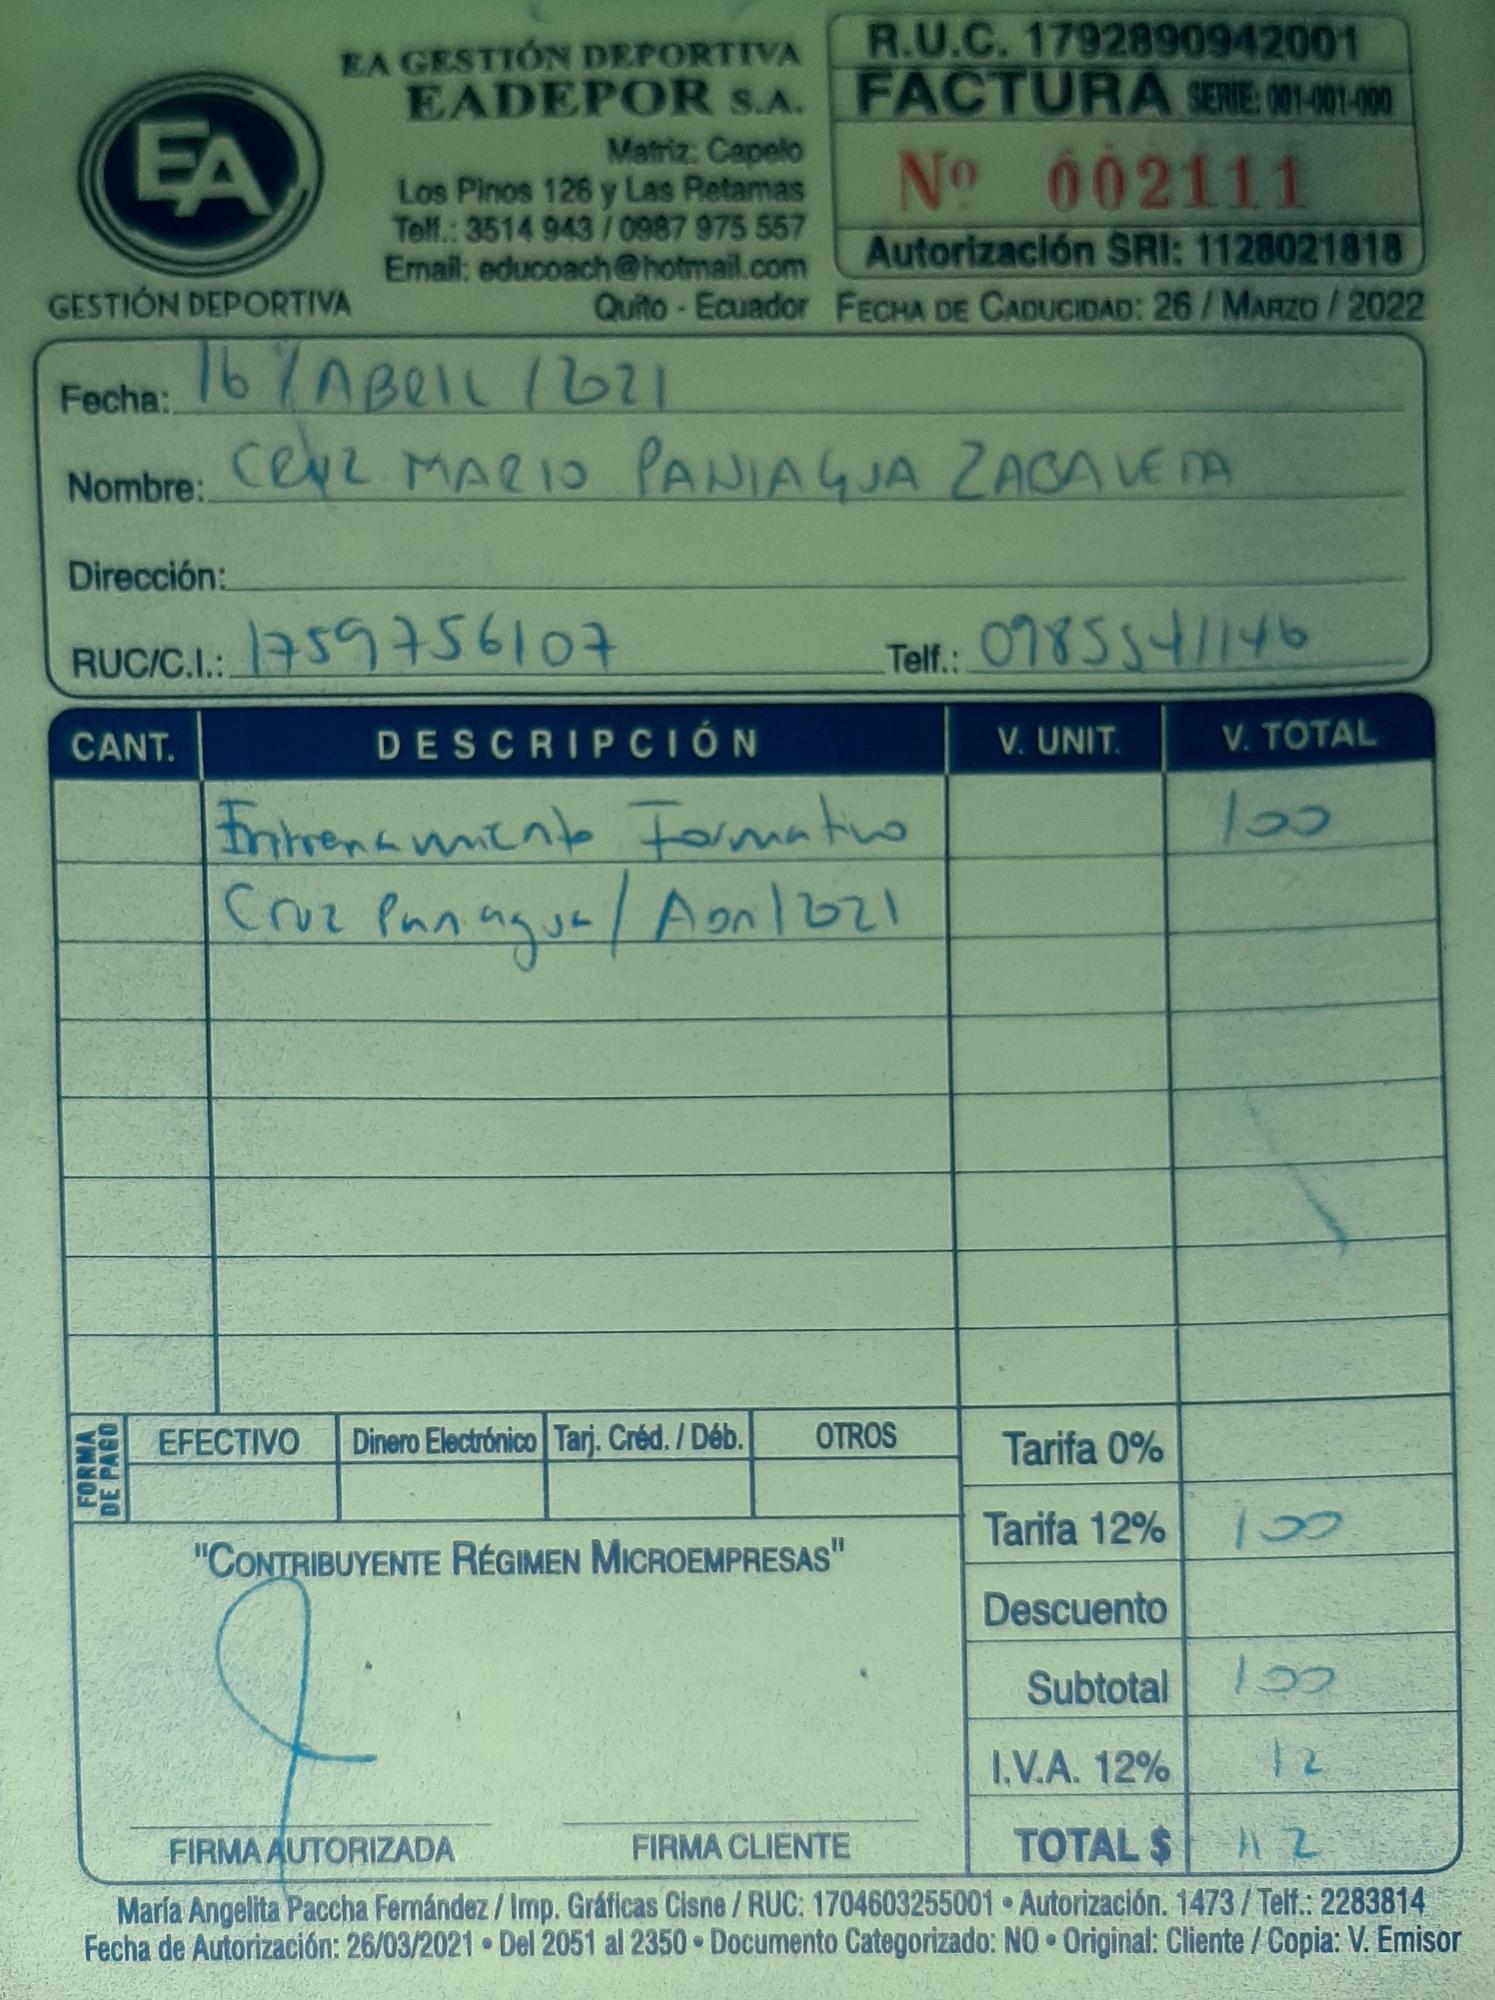 EA GESTIÓN DEPORTIVA
EADEPOR S.A.
Matriz: Capelo
Los Pinos 126 y Las Retamas
Telf.: 3514 943 / 0987 975 557
Email: educoach@hotmail.com
Quito - Ecuador
EA
GESTIÓN DEPORTIVA
R.U.C. 1792890942001
FACTURA SERIE: 001-001-000
Nº 002111
Autorización SRI: 1128021818
FECHA DE CADUCIDAD: 26 / MARZO / 2022
Fecha: 16 / ABRIL / 2021
Nombre: CRUZ MARIO PANIAGUA
Dirección:
RUC/C.I.: 1759756107 Telf.: 0985541146
CANT. DESCRIPCIÓN V. UNIT. V. TOTAL
Entrenamiento Formativo 100
Cruz Paniagua / Abril 2021
FORMA DE PAGO
EFECTIVO Dinero Electrónico Tarj. Créd. / Déb. OTROS
Tarifa 0%
Tarifa 12% 100
Descuento
Subtotal 100
I.V.A. 12% 12
TOTAL $ 112
"CONTRIBUYENTE RÉGIMEN MICROEMPRESAS"
FIRMA AUTORIZADA FIRMA CLIENTE
María Angelita Paccha Fernández / Imp. Gráficas Cisne / RUC: 1704603255001 • Autorización. 1473 / Telf.: 2283814
Fecha de Autorización: 26/03/2021 • Del 2051 al 2350 • Documento Categorizado: NO • Original: Cliente / Copia: V. Emisor